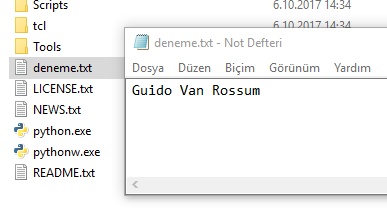 Scripts
6.10.2017 14:34
tcl
6.10.2017 14:34
Tools
deneme.txt
deneme.txt - Not Defteri
LICENSE.txt
Dosya Düzen Biçim Görünüm Yardım
NEWS.txt
Guido Van Rossum
python.exe
pythonw.exe
README.txt